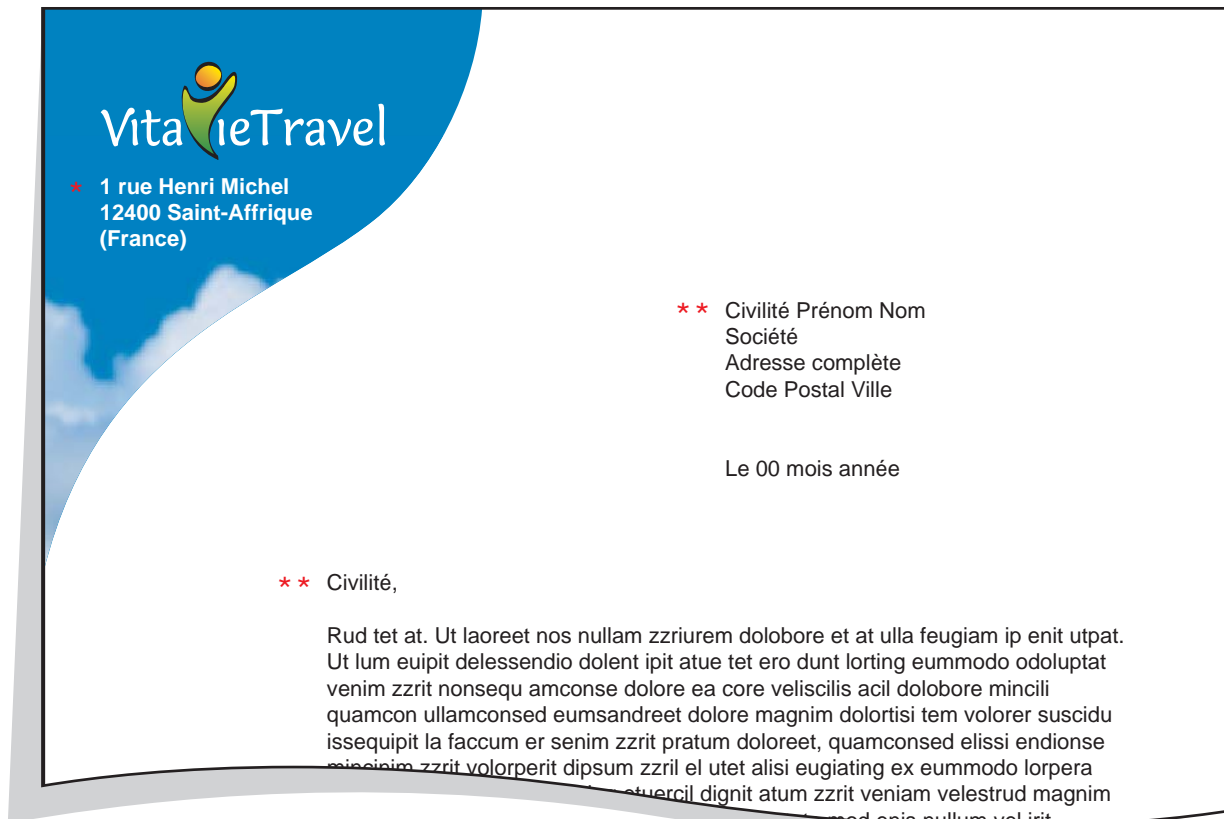 VitaVieTravel
* 1 rue Henri Michel
12400 Saint-Affrique
(France)
** Civilité Prénom Nom
Société
Adresse complète
Code Postal Ville
Le 00 mois année
** Civilité,
Rud tet at. Ut laoreet nos nullam zzriurem dolobore et at ulla feugiam ip enit utpat.
Ut lum euipit delessendio dolent ipit atue tet ero dunt lorting eummodo odoluptat
venim zzrit nonsequ amconse dolore ea core veliscilis acil dolobore mincili
quamcon ullamconsed eumsandreet dolore magnim dolortisi tem volorer suscidu
issequipit la faccum er senim zzrit pratum doloreet, quamconsed elissi endionse
zzrit volorperit dipsum zzril el utet alisi eugiating ex eummodo lorpera
dignit atum zzrit veniam velestrud magnim
enis nullum vel irit